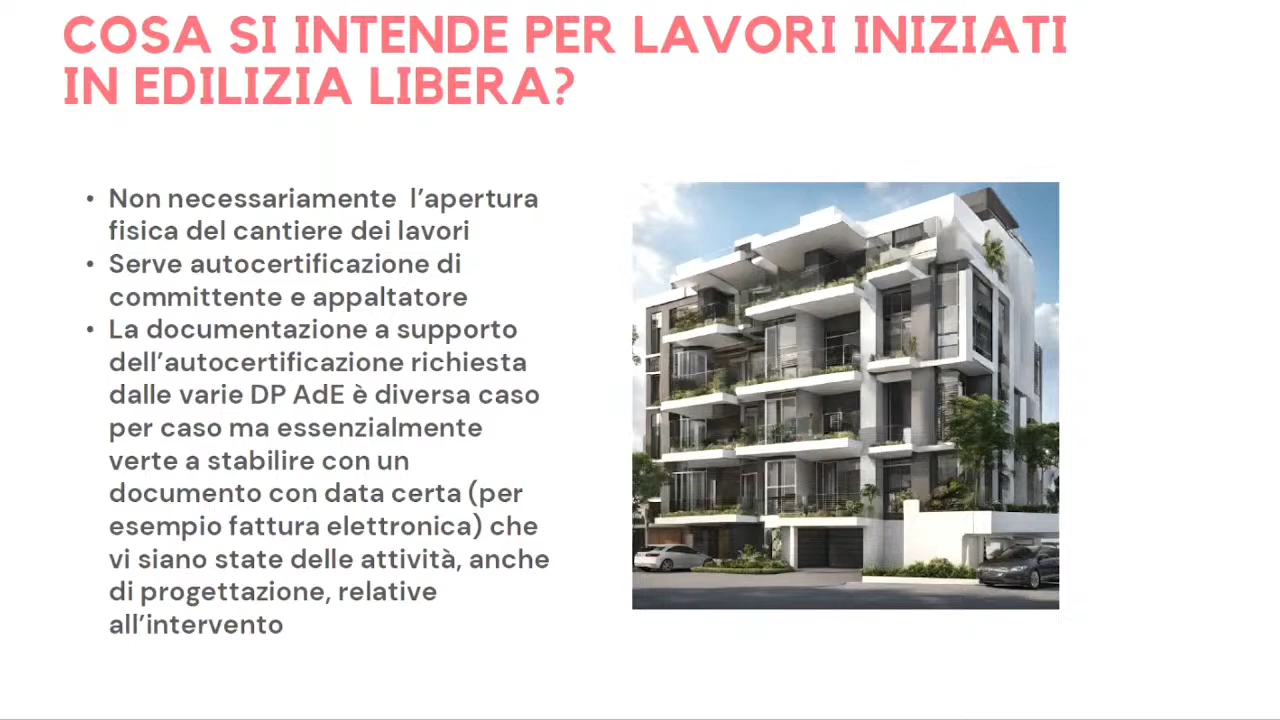 COSA SI INTENDE PER LAVORI INIZIATI
IN EDILIZIA LIBERA?
• Non necessariamente l’apertura
fisica del cantiere dei lavori
• Serve autocertificazione di
committente e appaltatore
• La documentazione a supporto
dell’autocertificazione richiesta
dalle varie DP AdE è diversa caso
per caso ma essenzialmente
verte a stabilire con un
documento con data certa (per
esempio fattura elettronica) che
vi siano state delle attività, anche
di progettazione, relative
all’intervento